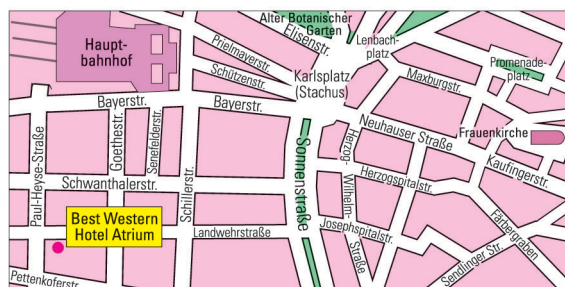 Alter Botanischer
Garten
Elisenstr.
Lenbach-
platz
Haupt-
bahnhof
Prielmayerstr.
Schützenstr.
Karlsplatz
(Stachus)
Maxburgstr.
Promenade-
platz
Bayerstr.
Bayerstr.
Neuhauser Straße
Frauenkirche
Kaufingerstr.
Paul-Heyse-Straße
Goethestr.
Senefelderstr.
Schillerstr.
Sonnenstraße
Herzog-
Wilhelm-
Straße
Herzogspitalstr.
Schwanthalerstr.
Best Western
Hotel Atrium
Landwehrstraße
Josephspitalstr.
Färbergraben
Sendlinger Str.
Pettenkoferstr.